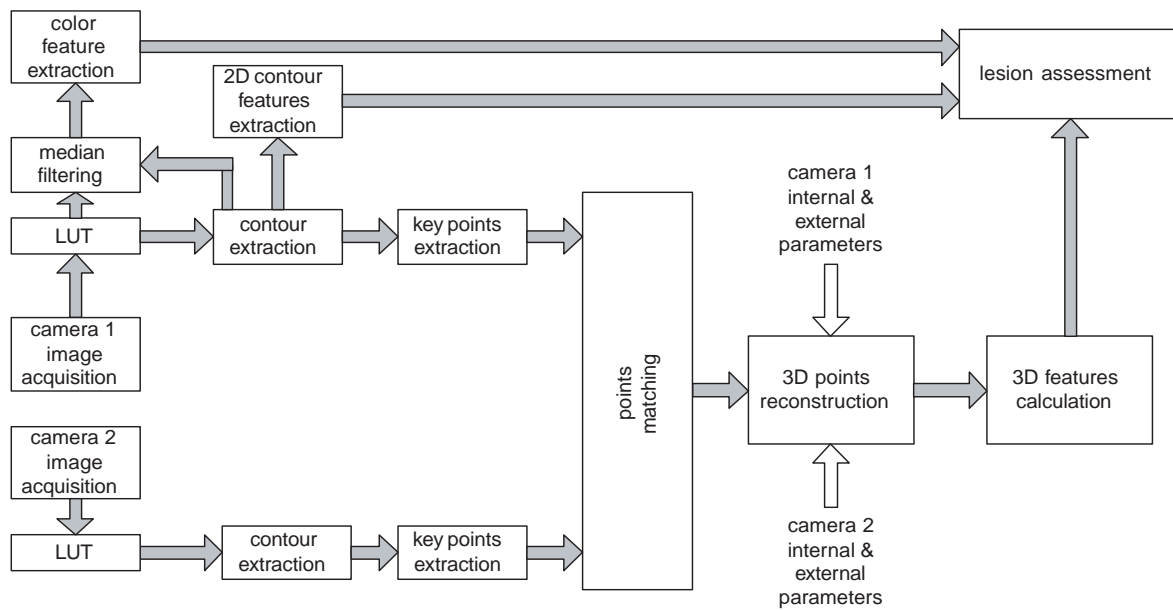 color
feature
extraction
lesion assessment
2D contour
features
extraction
median
filtering
camera 1
internal &
external
parameters
LUT
contour
extraction
key points
extraction
camera 1
image
acquisition
points
matching
3D points
reconstruction
3D features
calculation
camera 2
image
acquisition
camera 2
internal &
external
parameters
LUT
contour
extraction
key points
extraction